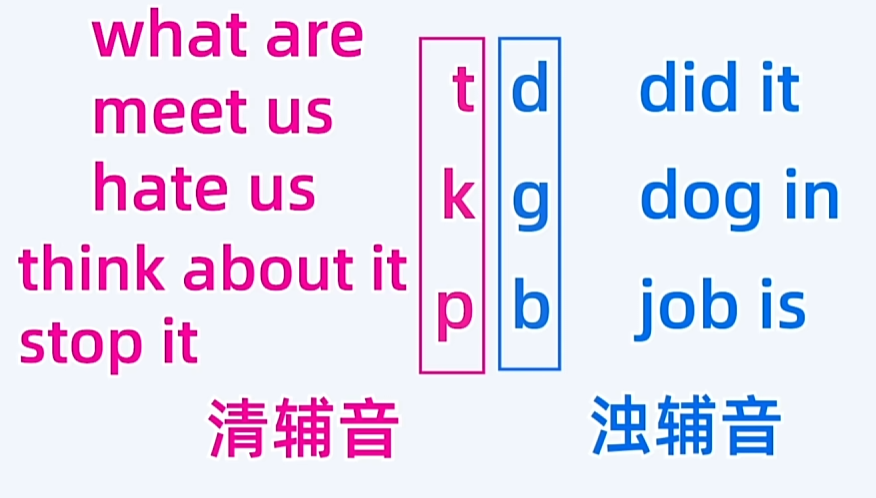 what are
meet us
hate us
think about it
stop it
t d
k g
p b
did it
dog in
job is
清辅音
浊辅音